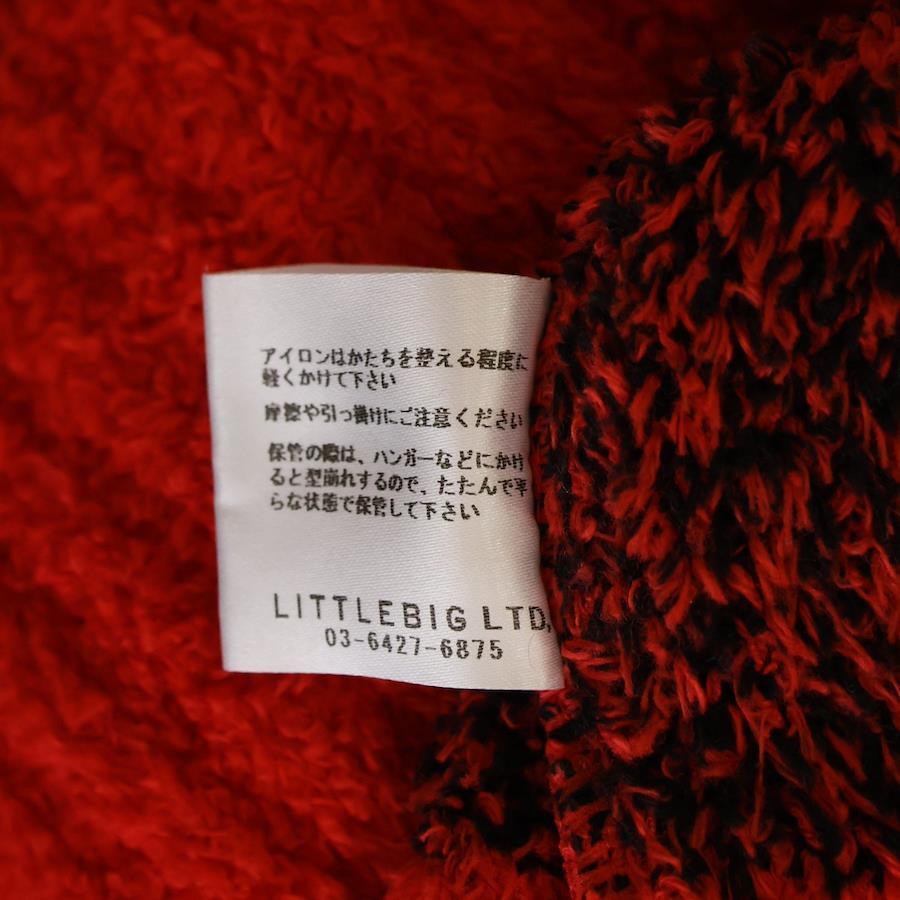 アイロンはかたちを整える程度に
軽くかけて下さい
摩擦や引っ掛けにご注意ください
保管の際は、ハンガーなどにかけ
ると型崩れするので、たたんで平
らな状態で保管して下さい
LITTLEBIG LTD,
03-6427-6875